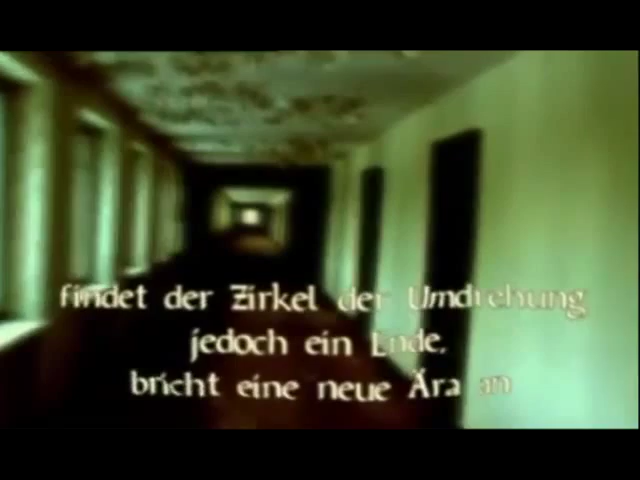 findet der Zirkel der Umdrehung
jedoch ein Ende,
bricht eine neue Ära an